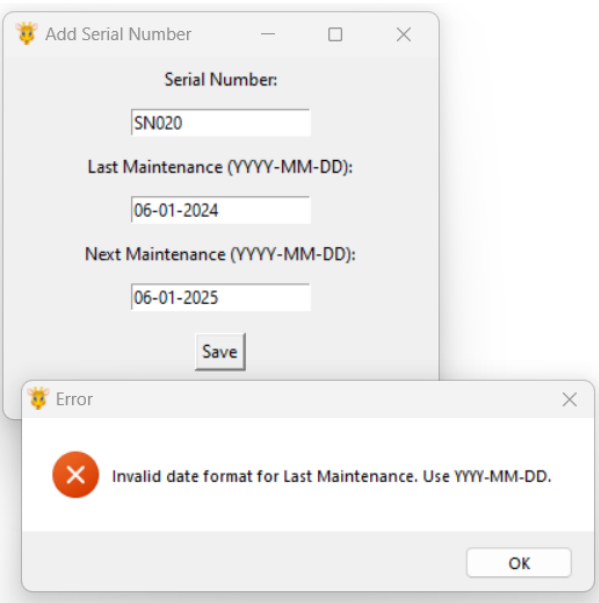 Add Serial Number
Serial Number:
SN020
Last Maintenance (YYYY-MM-DD):
06-01-2024
Next Maintenance (YYYY-MM-DD):
06-01-2025
Save
Error
Invalid date format for Last Maintenance. Use YYYY-MM-DD.
OK